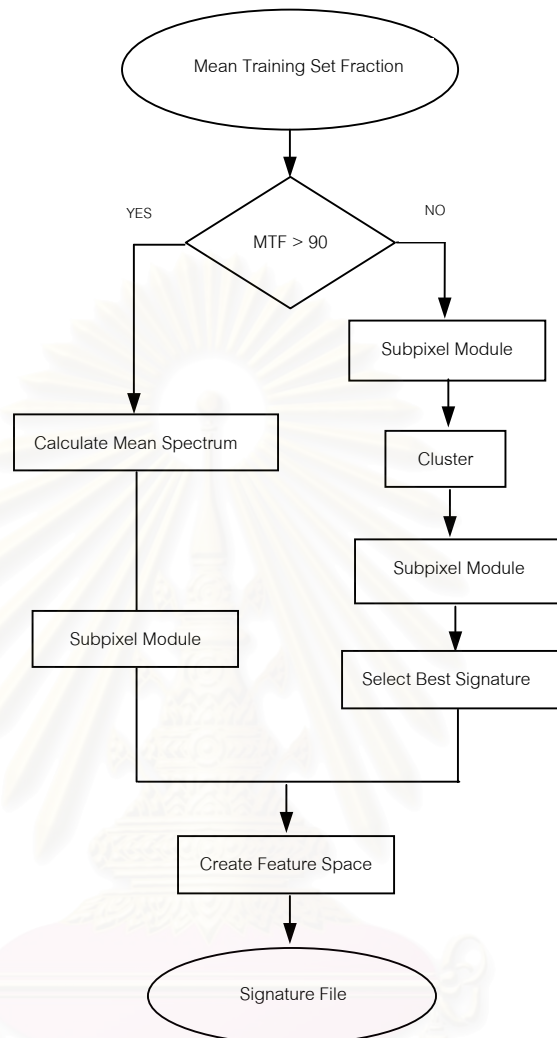 Mean Training Set Fraction
YES
NO
MTF > 90
Subpixel Module
Calculate Mean Spectrum
Cluster
Subpixel Module
Subpixel Module
Select Best Signature
Create Feature Space
Signature File